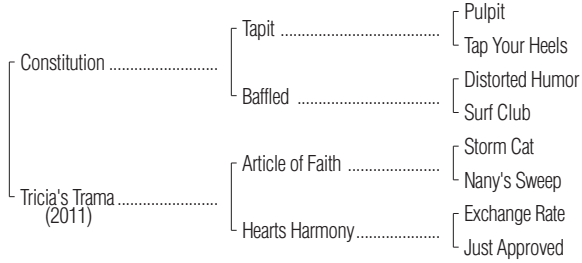 Pulpit
Tapit ..............................
Tap Your Heels
Constitution ........................
Distorted Humor
Baffled ..............................
Surf Club
Storm Cat
Article of Faith ....................
Nany's Sweep
Tricia's Trama ......................
(2011)
Exchange Rate
Hearts Harmony..................
Just Approved